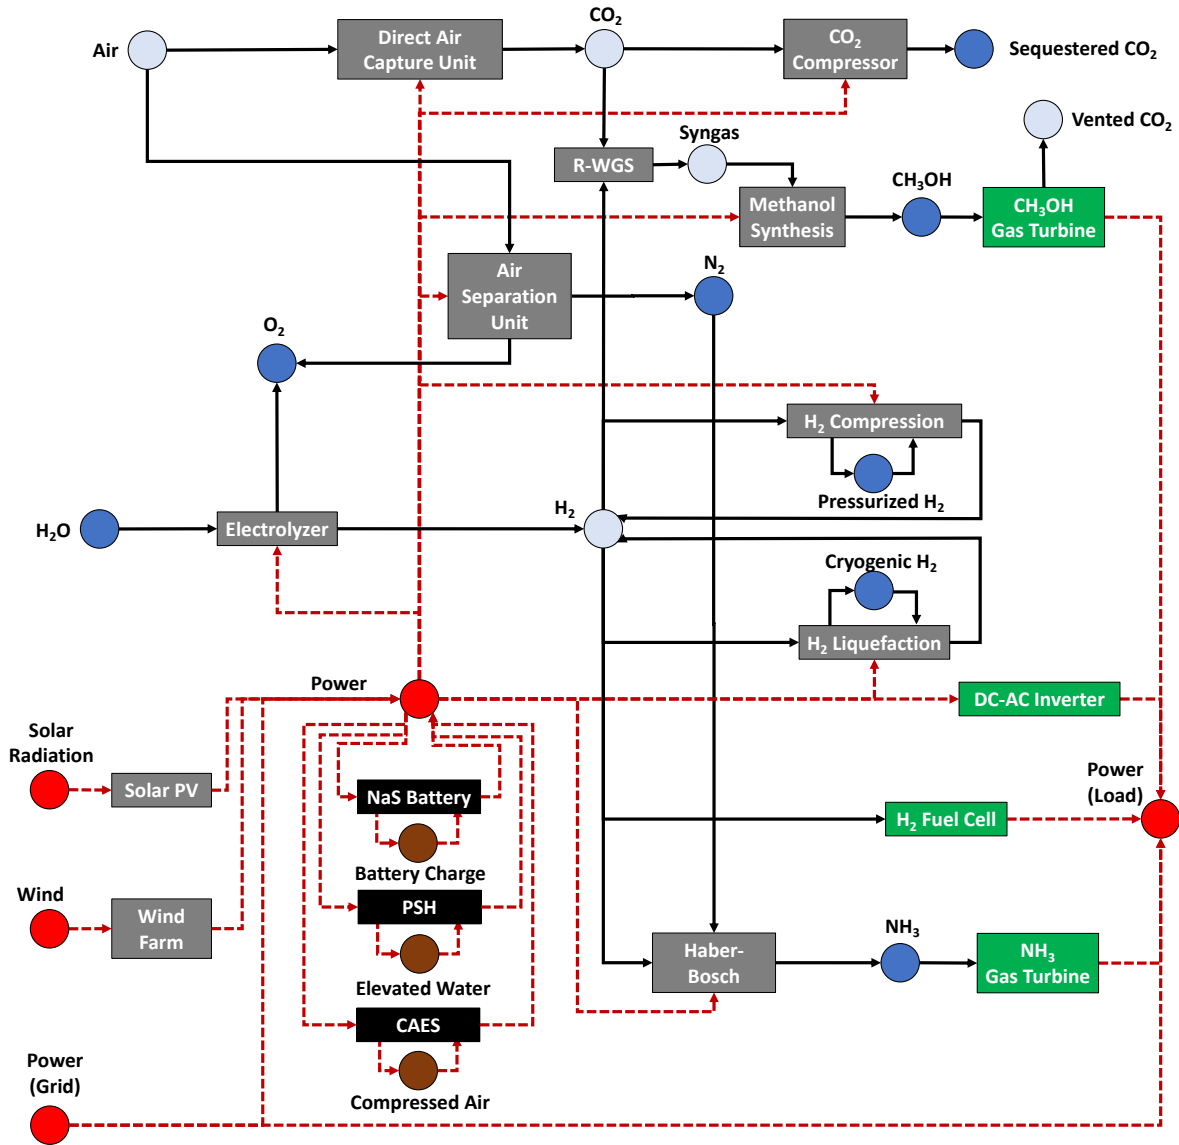 CO₂
Air
Direct Air
Capture Unit
CO₂
Compressor
Sequestered CO₂
Vented CO₂
Syngas
R-WGS
CH₃OH
Methanol
Synthesis
CH₃OH
Gas Turbine
N₂
Air
Separation
Unit
O₂
H₂ Compression
Pressurized H₂
H₂
H₂O
Electrolyzer
Cryogenic H₂
H₂ Liquefaction
Power
DC-AC Inverter
Solar
Radiation
Solar PV
NaS Battery
Battery Charge
Power
(Load)
H₂ Fuel Cell
Wind
Wind
Farm
PSH
Elevated Water
NH₃
Haber-
Bosch
NH₃
Gas Turbine
CAES
Compressed Air
Power
(Grid)